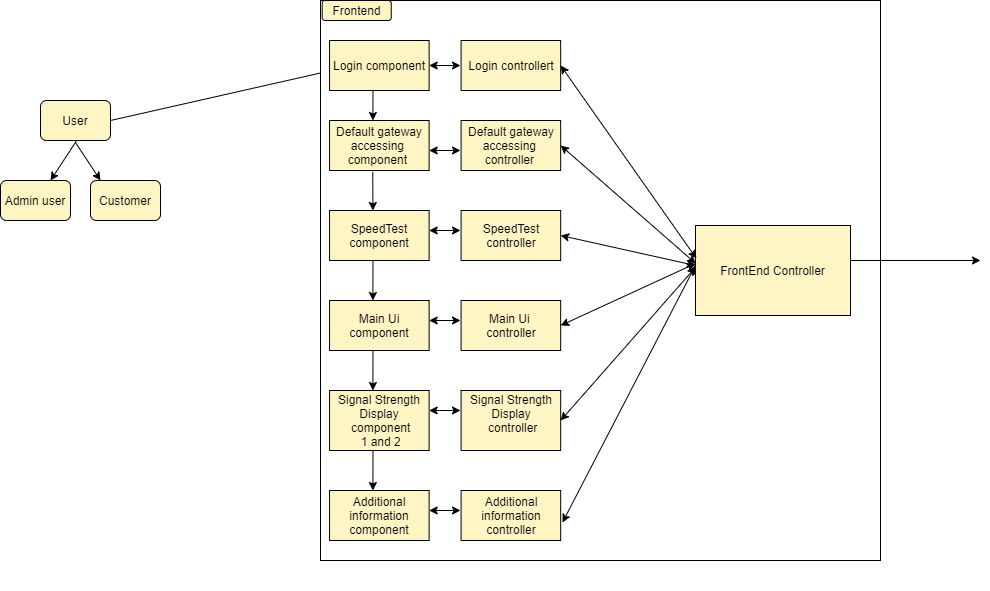 Frontend
Login component
Login controllert
User
Default gateway
accessing
component
Default gateway
accessing
controller
Admin user
Customer
SpeedTest
component
SpeedTest
controller
FrontEnd Controller
Main Ui
component
Main Ui
controller
Signal Strength
Display
component
1 and 2
Signal Strength
Display
controller
Additional
information
component
Additional
information
controller